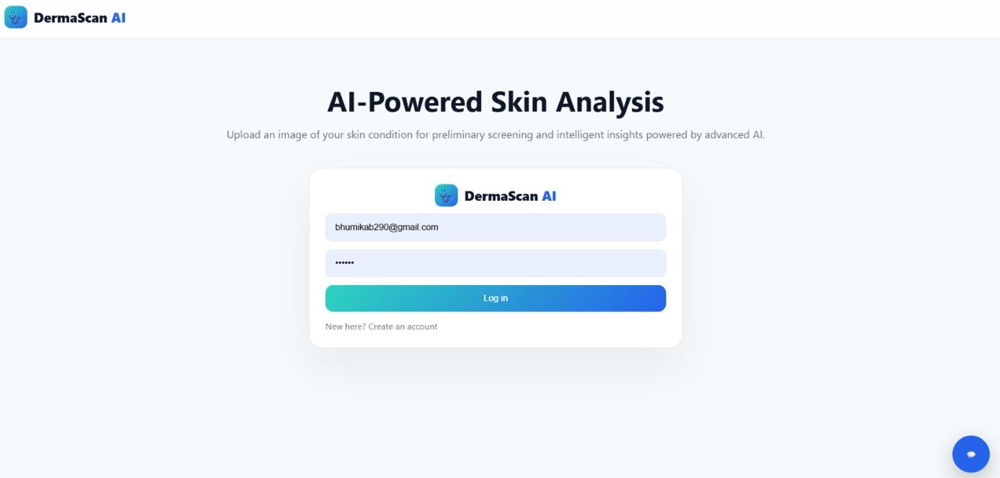 DermaScan AI
AI-Powered Skin Analysis
Upload an image of your skin condition for preliminary screening and intelligent insights powered by advanced AI.
DermaScan AI
bhumikab290@gmail.com
••••••
Log in
New here? Create an account